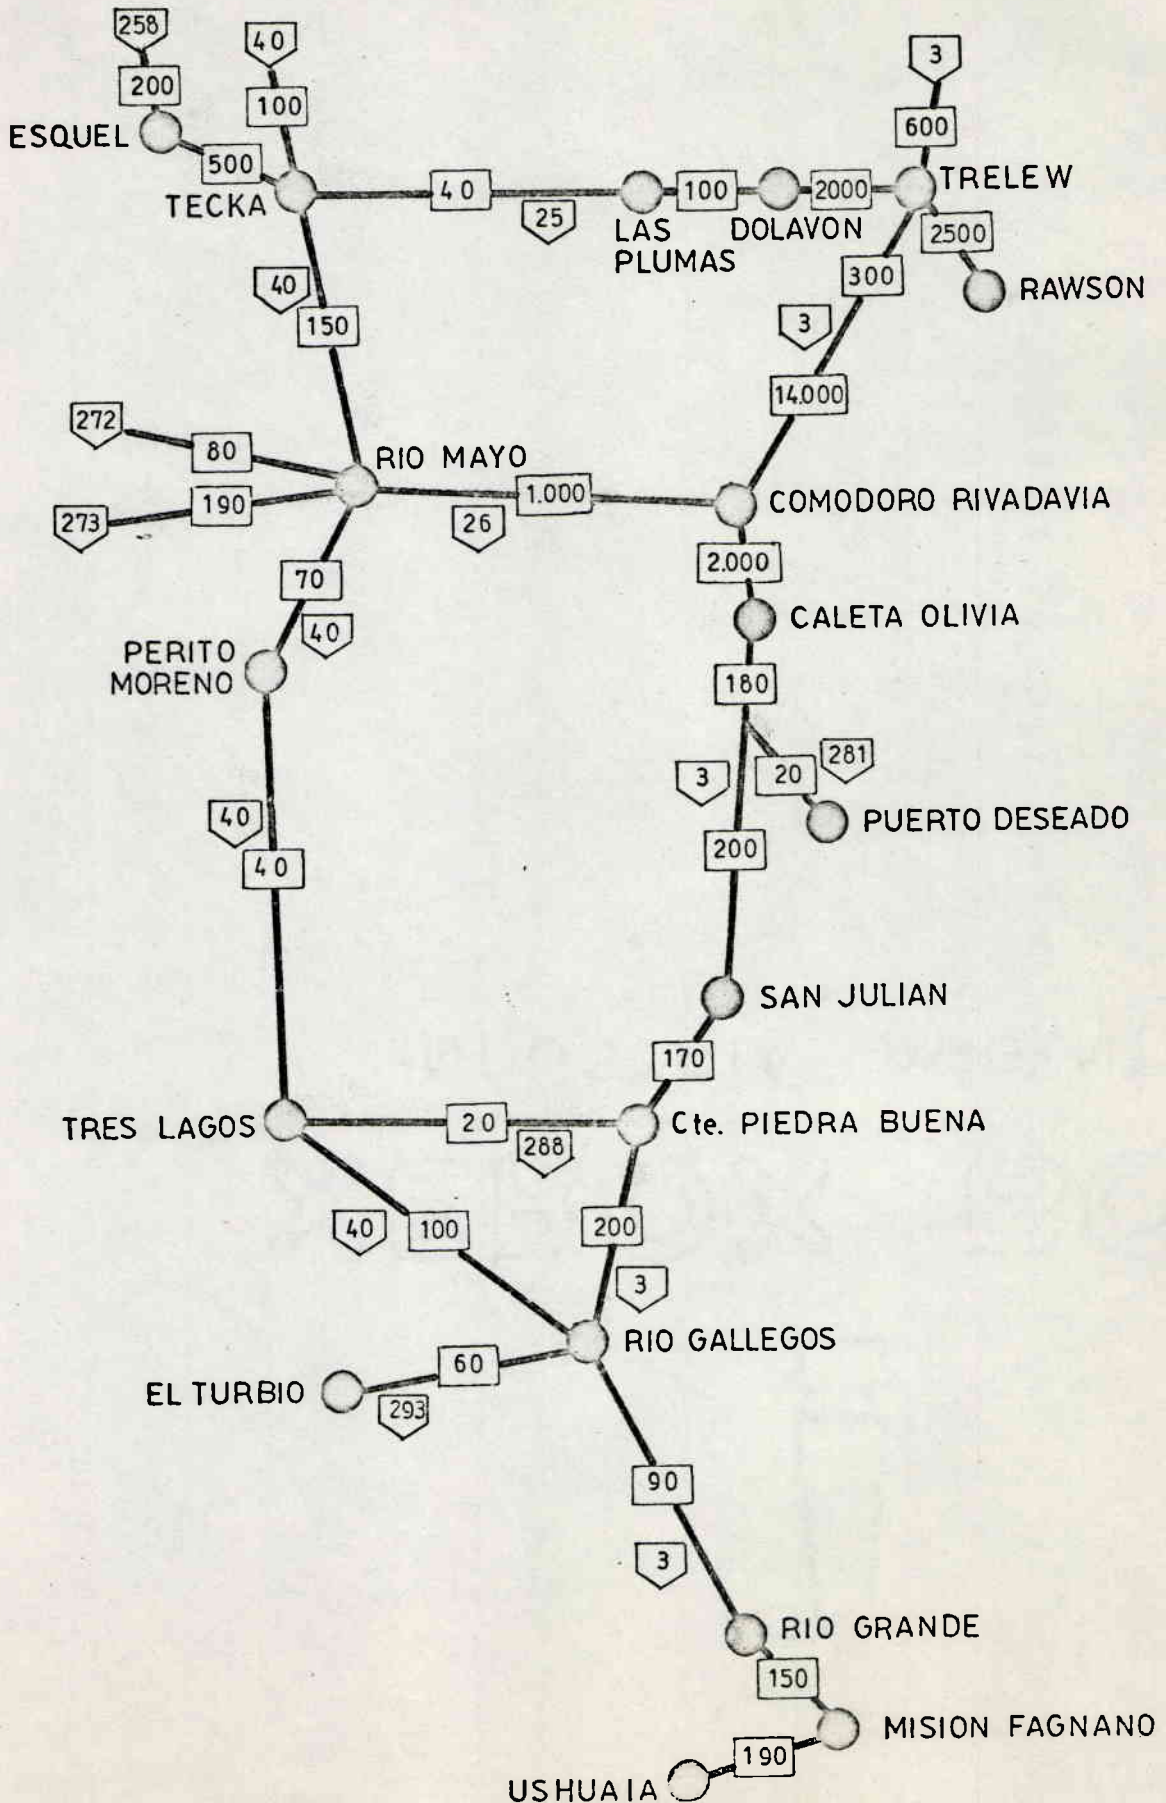 258
40
3
200
100
600
ESQUEL
500
TECKA
40
25
LAS
PLUMAS
100
DOLAVON
2000
TRELEW
2500
RAWSON
300
3
14.000
40
150
272
80
RIO MAYO
190
273
26
1.000
COMODORO RIVADAVIA
2.000
70
40
CALETA OLIVIA
PERITO
MORENO
180
3
20
281
PUERTO DESEADO
40
40
200
SAN JULIAN
170
TRES LAGOS
20
288
Cte. PIEDRA BUENA
40
100
200
3
RIO GALLEGOS
60
EL TURBIO
293
90
3
RIO GRANDE
150
MISION FAGNANO
190
USHUAIA